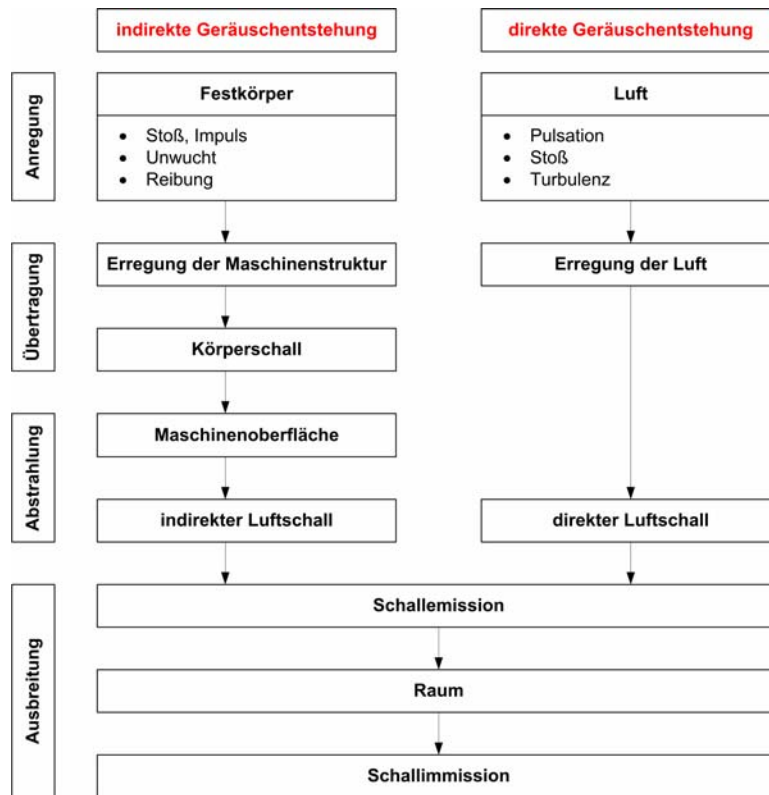 indirekte Geräuschentstehung
direkte Geräuschentstehung
Anregung
Festkörper
• Stoß, Impuls
• Unwucht
• Reibung
Luft
• Pulsation
• Stoß
• Turbulenz
Übertragung
Erregung der Maschinenstruktur
Erregung der Luft
Körperschall
Abstrahlung
Maschinenoberfläche
indirekter Luftschall
direkter Luftschall
Ausbreitung
Schallemission
Raum
Schallimmission